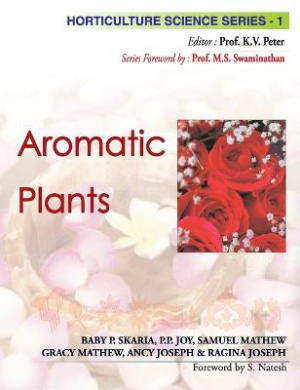 HORTICULTURE SCIENCE SERIES - 1
Editor : Prof. K.V. Peter
Series Foreword by : Prof. M.S. Swaminathan
Aromatic
Plants
BABY P. SKARIA, P.P. JOY, SAMUEL MATHEW
GRACY MATHEW, ANCY JOSEPH & RAGINA JOSEPH
Foreword by S. Natesh